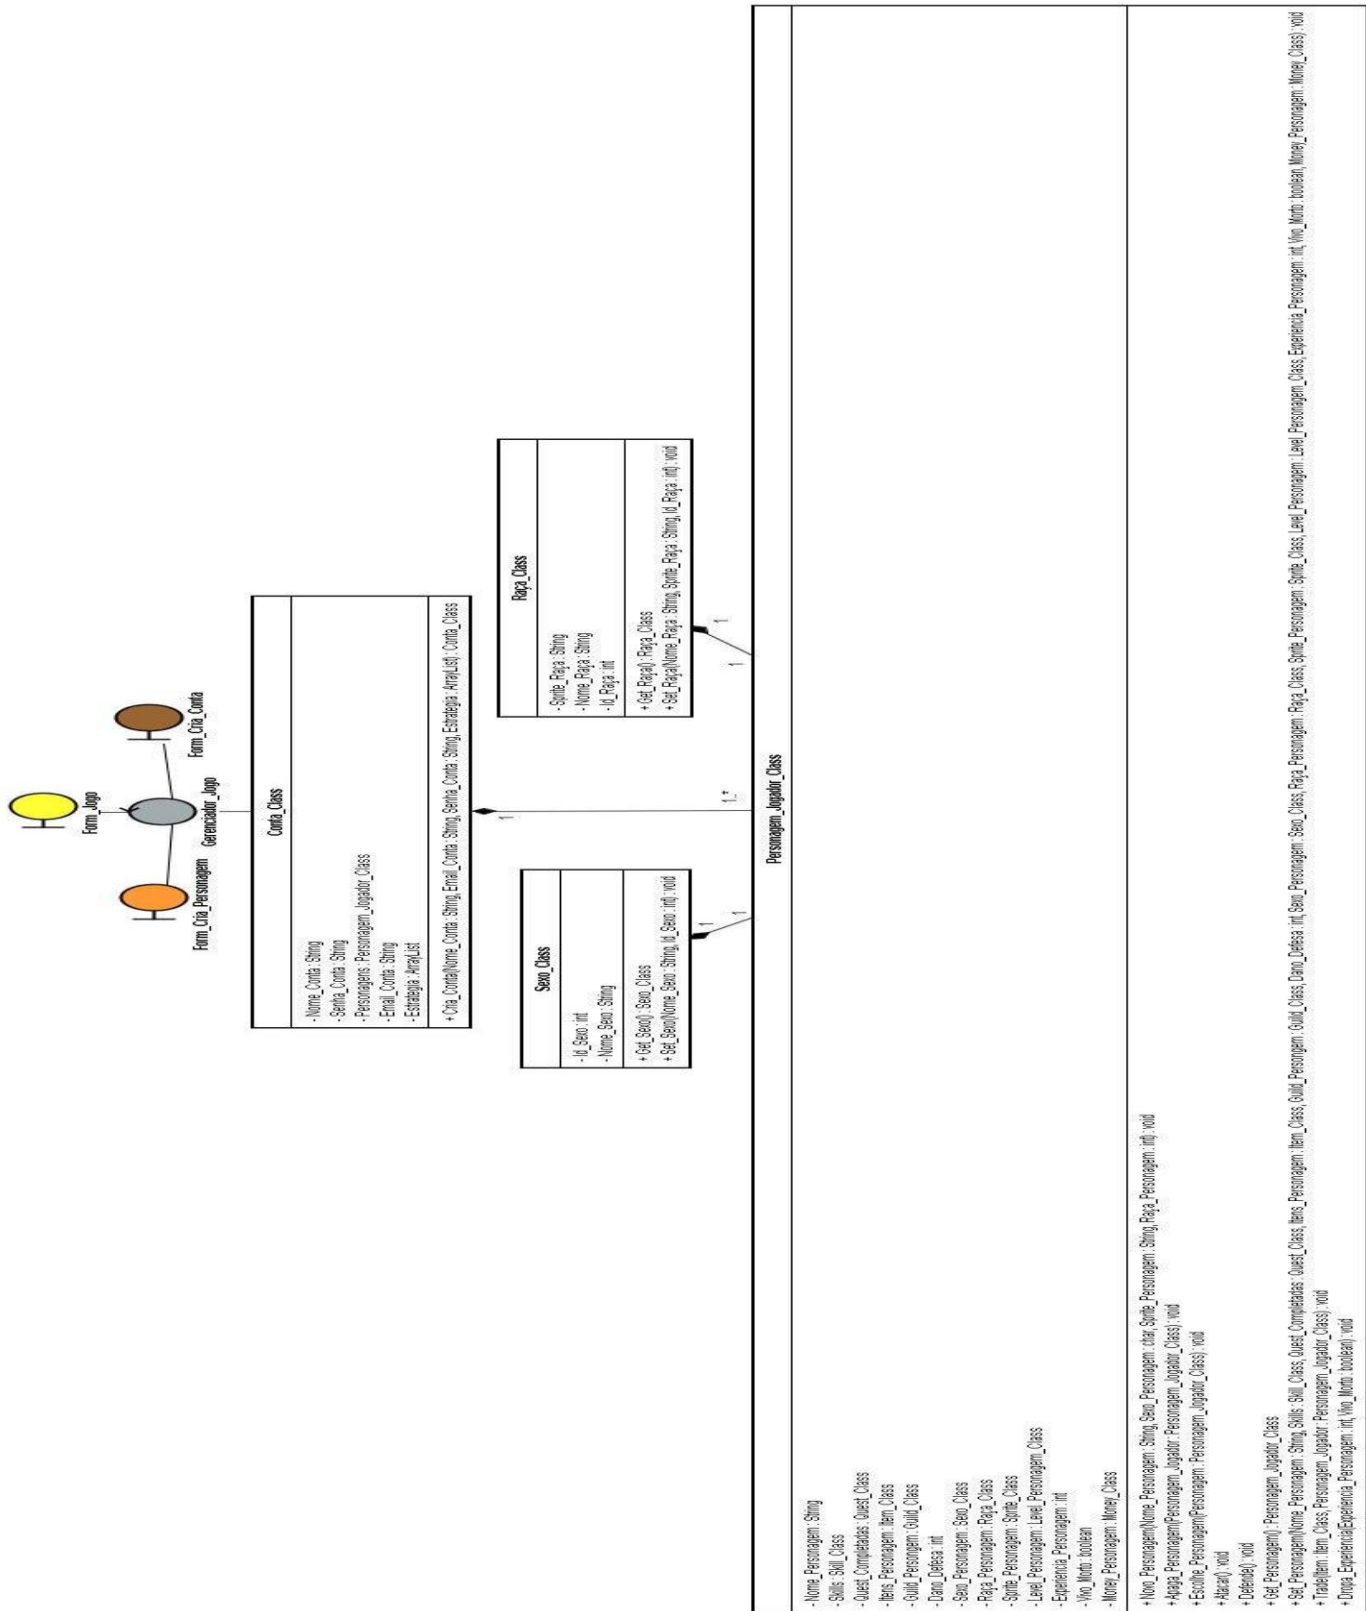 Form_Jogo
Form_Cria_Personagem
Gerenciador_Jogo
Form_Cria_Conta
Conta_Class
- Nome_Conta : String
- Senha_Conta : String
- Personagens : Personagem_Jogador_Class
- Email_Conta : String
- Estrategia : ArrayList
+ Cria_Conta(Nome_Conta : String, Email_Conta : String, Senha_Conta : String, Estrategia : ArrayList) : Conta_Class
1
1..*
Sexo_Class
- Id_Sexo : int
- Nome_Sexo : String
+ Get_Sexo() : Sexo_Class
+ Set_Sexo(Nome_Sexo : String, Id_Sexo : int) : void
1
1
Raça_Class
- Sprite_Raça : String
- Nome_Raça : String
- Id_Raça : int
+ Get_Raça() : Raça_Class
+ Set_Raça(Nome_Raça : String, Sprite_Raça : String, Id_Raça : int) : void
1
1
Personagem_Jogador_Class
- Nome_Personagem : String
- Skills : Skill_Class
- Quest_Completadas : Quest_Class
- Itens_Personagem : Item_Class
- Guild_Persongem : Guild_Class
- Dano_Defesa : int
- Sexo_Personagem : Sexo_Class
- Raça_Personagem : Raça_Class
- Sprite_Personagem : Sprite_Class
- Level_Personagem : Level_Personagem_Class
- Experiencia_Personagem : int
- Vivo_Morto : boolean
- Money_Personagem : Money_Class
+ Novo_Personagem(Nome_Personagem : String, Sexo_Personagem : char, Sprite_Personagem : String, Raça_Personagem : int) : void
+ Apaga_Personagem(Personagem_Jogador : Personagem_Jogador_Class) : void
+ Escolhe_Personagem(Personagem : Personagem_Jogador_Class) : void
+ Atacar() : void
+ Defende() : void
+ Get_Personagem() : Personagem_Jogador_Class
+ Set_Personagem(Nome_Personagem : String, Skills : Skill_Class, Quest_Completadas : Quest_Class, Itens_Personagem : Item_Class, Guild_Persongem : Guild_Class, Dano_Defesa : int, Sexo_Personagem : Sexo_Class, Raça_Personagem : Raça_Class, Sprite_Personagem : Sprite_Class, Level_Personagem : Level_Personagem_Class, Experiencia_Personagem : int, Vivo_Morto : boolean, Money_Personagem : Money_Class) : void
+ Trade(Item : Item_Class, Personagem_Jogador : Personagem_Jogador_Class) : void
+ Dropa_Experiencia(Experiencia_Personagem : int, Vivo_Morto : boolean) : void